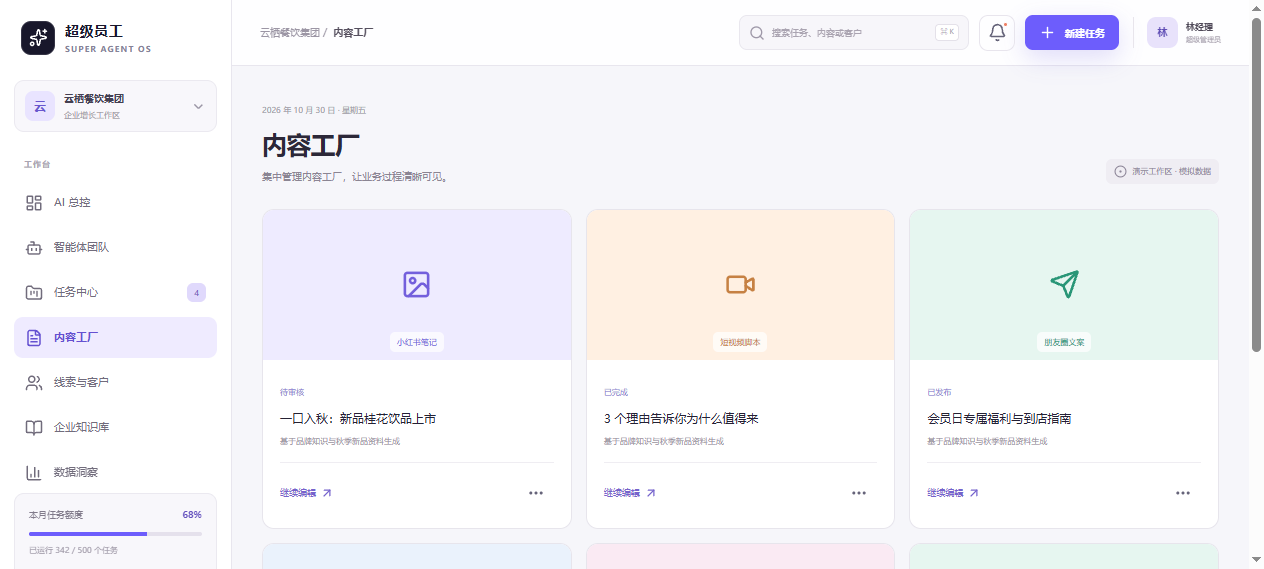 超级员工
SUPER AGENT OS
云
云栖餐饮集团
企业增长工作区
工作台
AI 总控
智能体团队
任务中心
4
内容工厂
线索与客户
企业知识库
数据洞察
本月任务额度
68%
已运行 342 / 500 个任务
云栖餐饮集团 / 内容工厂
搜索任务、内容或客户
⌘ K
新建任务
林
林经理
超级管理员
2026 年 10 月 30 日 · 星期五
内容工厂
集中管理内容工厂，让业务过程清晰可见。
演示工作区 · 模拟数据
小红书笔记
待审核
一口入秋：新品桂花饮品上市
基于品牌知识与秋季新品资料生成
继续编辑
短视频脚本
已完成
3 个理由告诉你为什么值得来
基于品牌知识与秋季新品资料生成
继续编辑
朋友圈文案
已发布
会员日专属福利与到店指南
基于品牌知识与秋季新品资料生成
继续编辑